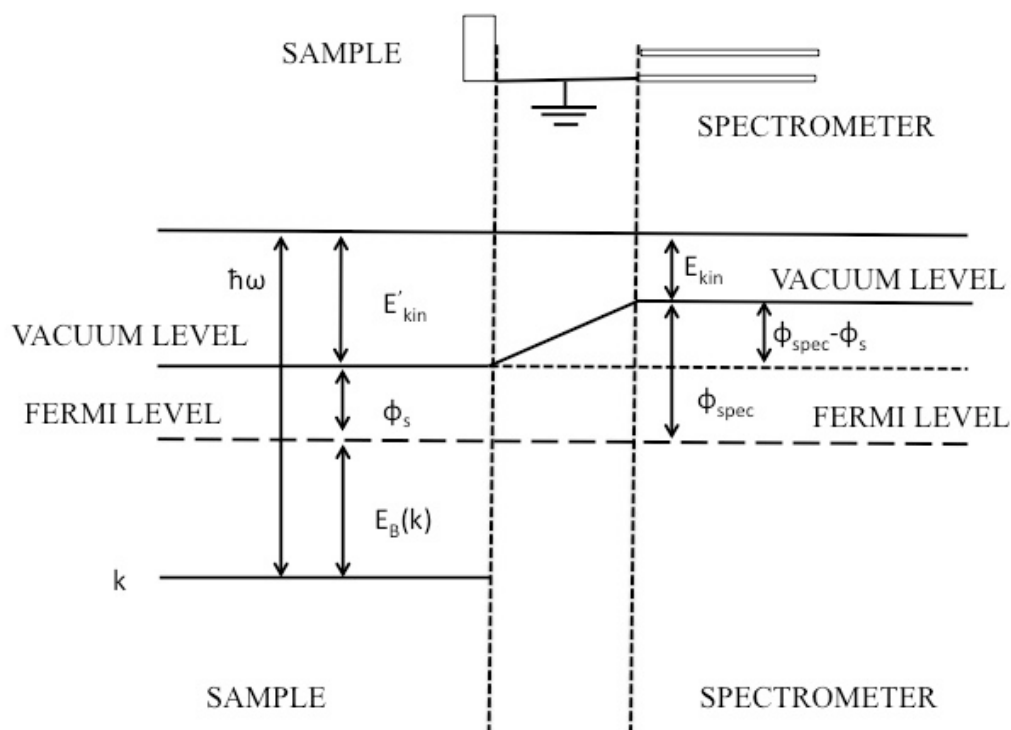 SAMPLE
SPECTROMETER
ħω
E'kin
Ekin
VACUUM LEVEL
VACUUM LEVEL
ϕspec-ϕs
FERMI LEVEL
ϕs
ϕspec
FERMI LEVEL
EB(k)
k
SAMPLE
SPECTROMETER